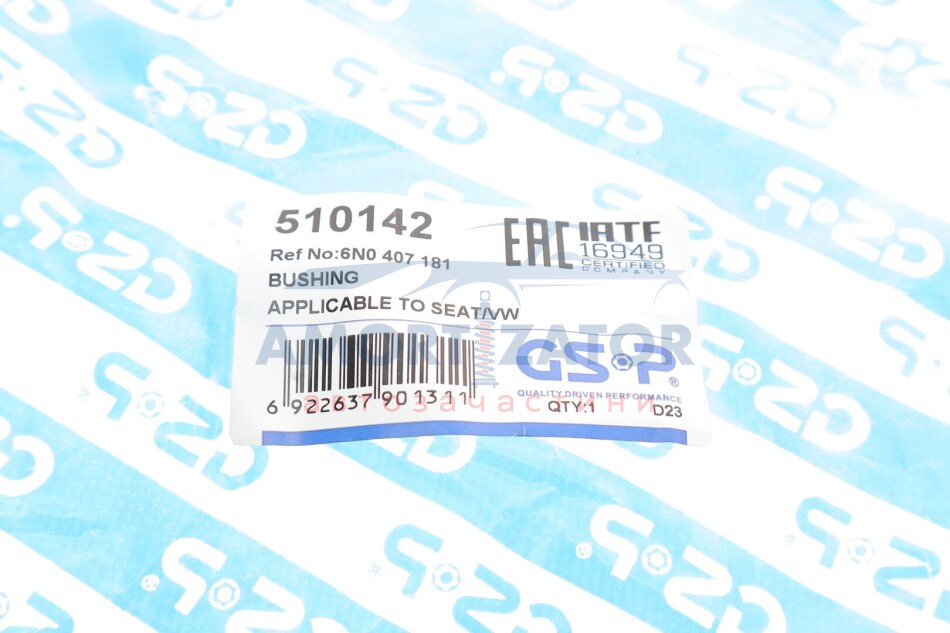 510142
Ref No:6N0 407 181
BUSHING
APPLICABLE TO SEAT/VW
EAC
IATF
16949
CERTIFIED
COMPANY
AMORTIZATOR
автозачастини
GSP®
QUALITY,DRIVEN PERFORMANCE
6 922637 901311
QTY:1
D23